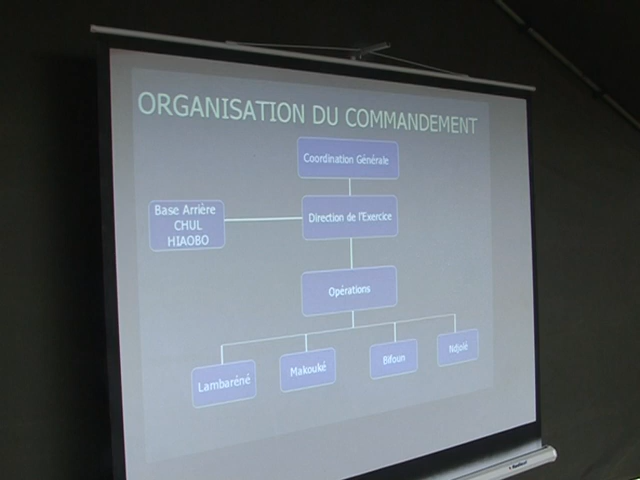 ORGANISATION DU COMMANDEMENT
Coordination Générale
Base Arrière
CHUL
HIAOBO
Direction de l'Exercice
Opérations
Lambaréné
Makouké
Bifoun
Ndjolé